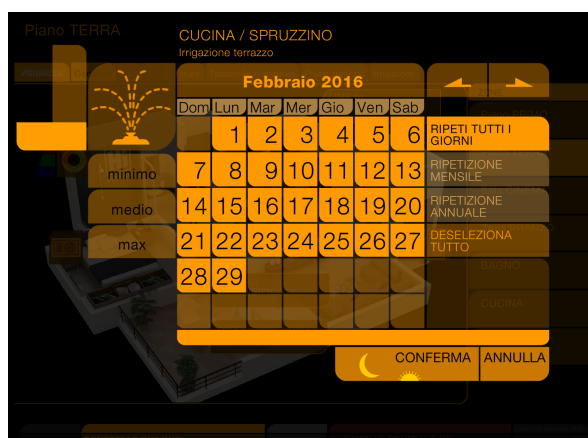 Piano TERRA
CUCINA / SPRUZZINO
Irrigazione terrazzo
Febbraio 2016
ZONE
Dom Lun Mar Mer Gio Ven Sab
1 2 3 4 5 6
RIPETI TUTTI I
GIORNI
minimo
7 8 9 10 11 12 13
RIPETIZIONE
MENSILE
medio
14 15 16 17 18 19 20
RIPETIZIONE
ANNUALE
max
21 22 23 24 25 26 27
DESELEZIONA
TUTTO
28 29
BAGNO
CUCINA
CONFERMA ANNULLA